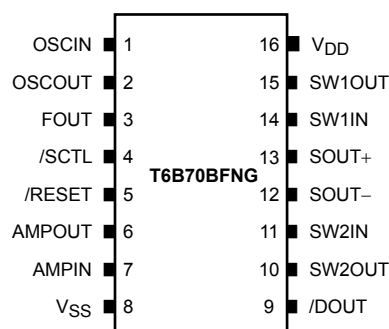 OSCIN 1 16 VDD
OSCOUT 2 15 SW1OUT
FOUT 3 14 SW1IN
/SCTL 4 13 SOUT+
T6B70BFNG
/RESET 5 12 SOUT−
AMPOUT 6 11 SW2IN
AMPIN 7 10 SW2OUT
VSS 8 9 /DOUT